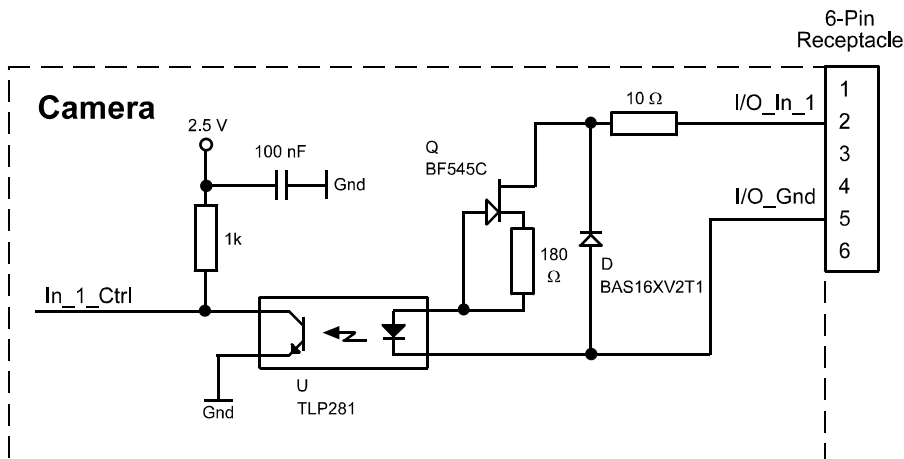 6-Pin
Receptacle
Camera
1
10 Ω
I/O_In_1
2
2.5 V
Q
BF545C
3
100 nF
Gnd
4
I/O_Gnd
5
1k
180
Ω
D
BAS16XV2T1
6
In_1_Ctrl
Gnd
U
TLP281